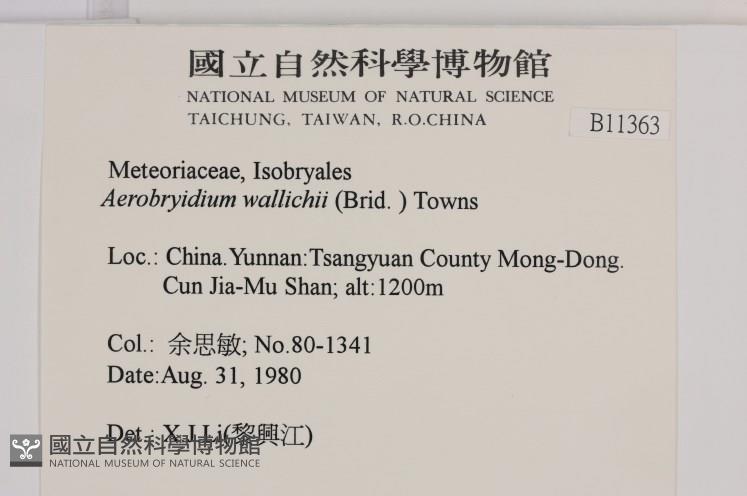 國立自然科學博物館
NATIONAL MUSEUM OF NATURAL SCIENCE
TAICHUNG, TAIWAN, R.O.CHINA
B11363
Meteoriaceae, Isobryales
Aerobryidium wallichii (Brid. ) Towns
Loc.: China.Yunnan:Tsangyuan County Mong-Dong.
Cun Jia-Mu Shan; alt:1200m
Col.: 余思敏; No.80-1341
Date:Aug. 31, 1980
Det.: X.J.Li(黎興江)
國立自然科學博物館
NATIONAL MUSEUM OF NATURAL SCIENCE